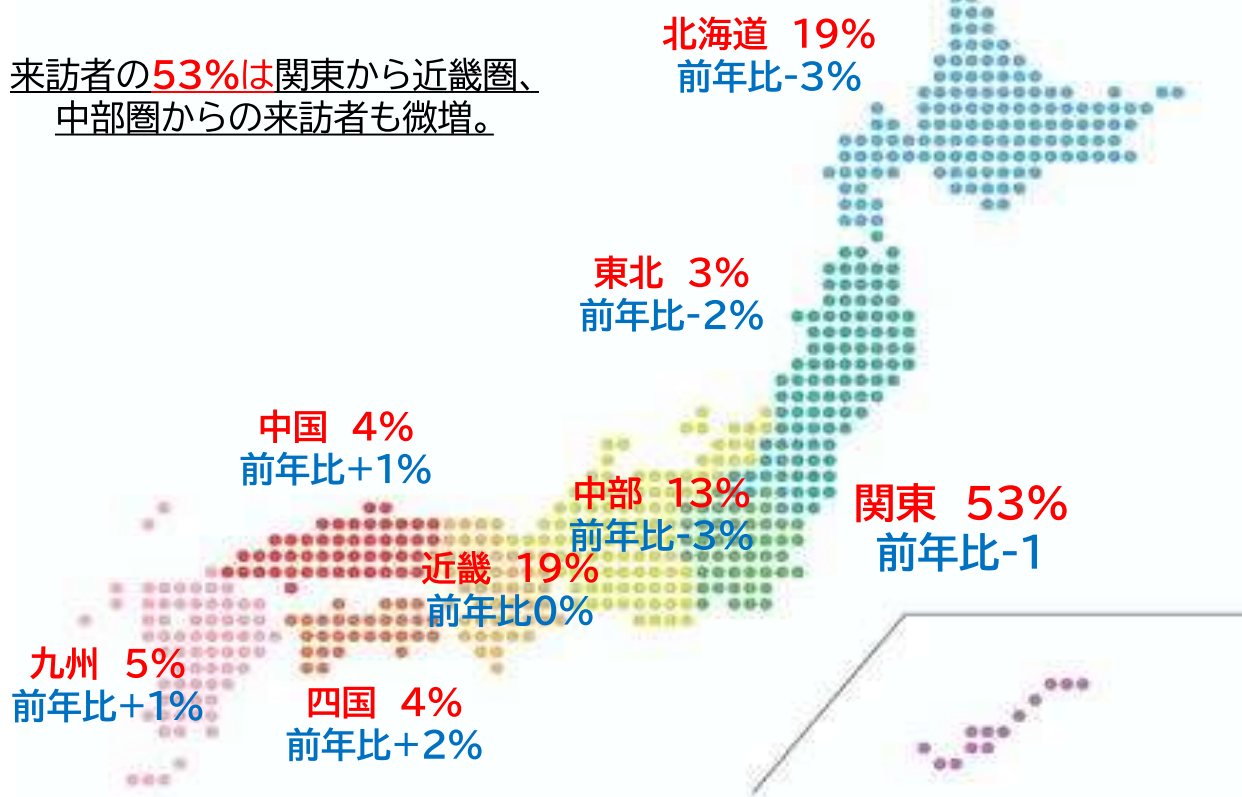 来訪者の53%は関東から近畿圏、
中部圏からの来訪者も微増。
北海道 19%
前年比-3%
東北 3%
前年比-2%
中国 4%
前年比+1%
中部 13%
前年比-3%
関東 53%
前年比-1
近畿 19%
前年比0%
九州 5%
前年比+1%
四国 4%
前年比+2%